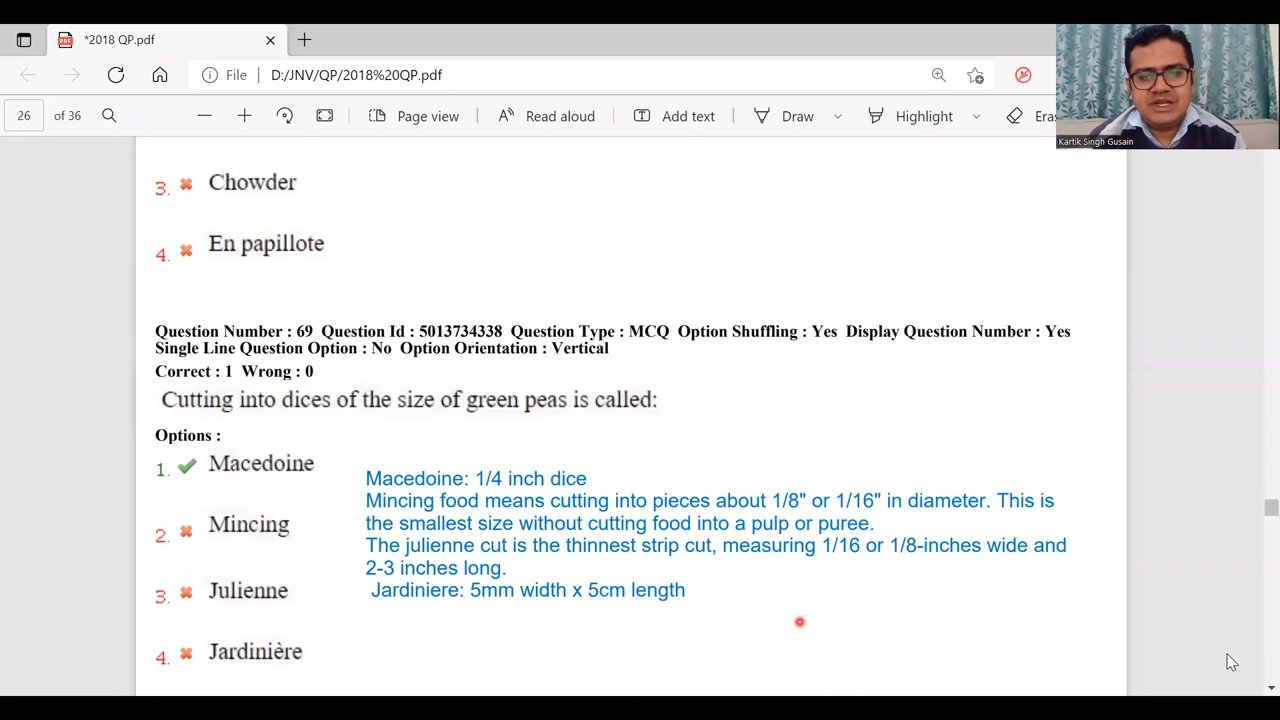 *2018 QP.pdf
File D:/JNV/QP/2018%20QP.pdf
26 of 36 Page view Read aloud Add text Draw Highlight Eras
Kartik Singh Gusain
3. Chowder
4. En papillote
Question Number : 69 Question Id : 5013734338 Question Type : MCQ Option Shuffling : Yes Display Question Number : Yes
Single Line Question Option : No Option Orientation : Vertical
Correct : 1 Wrong : 0
Cutting into dices of the size of green peas is called:
Options :
1. Macedoine
Macedoine: 1/4 inch dice
Mincing food means cutting into pieces about 1/8" or 1/16" in diameter. This is
the smallest size without cutting food into a pulp or puree.
2. Mincing
The julienne cut is the thinnest strip cut, measuring 1/16 or 1/8-inches wide and
2-3 inches long.
3. Julienne
Jardiniere: 5mm width x 5cm length
4. Jardinière